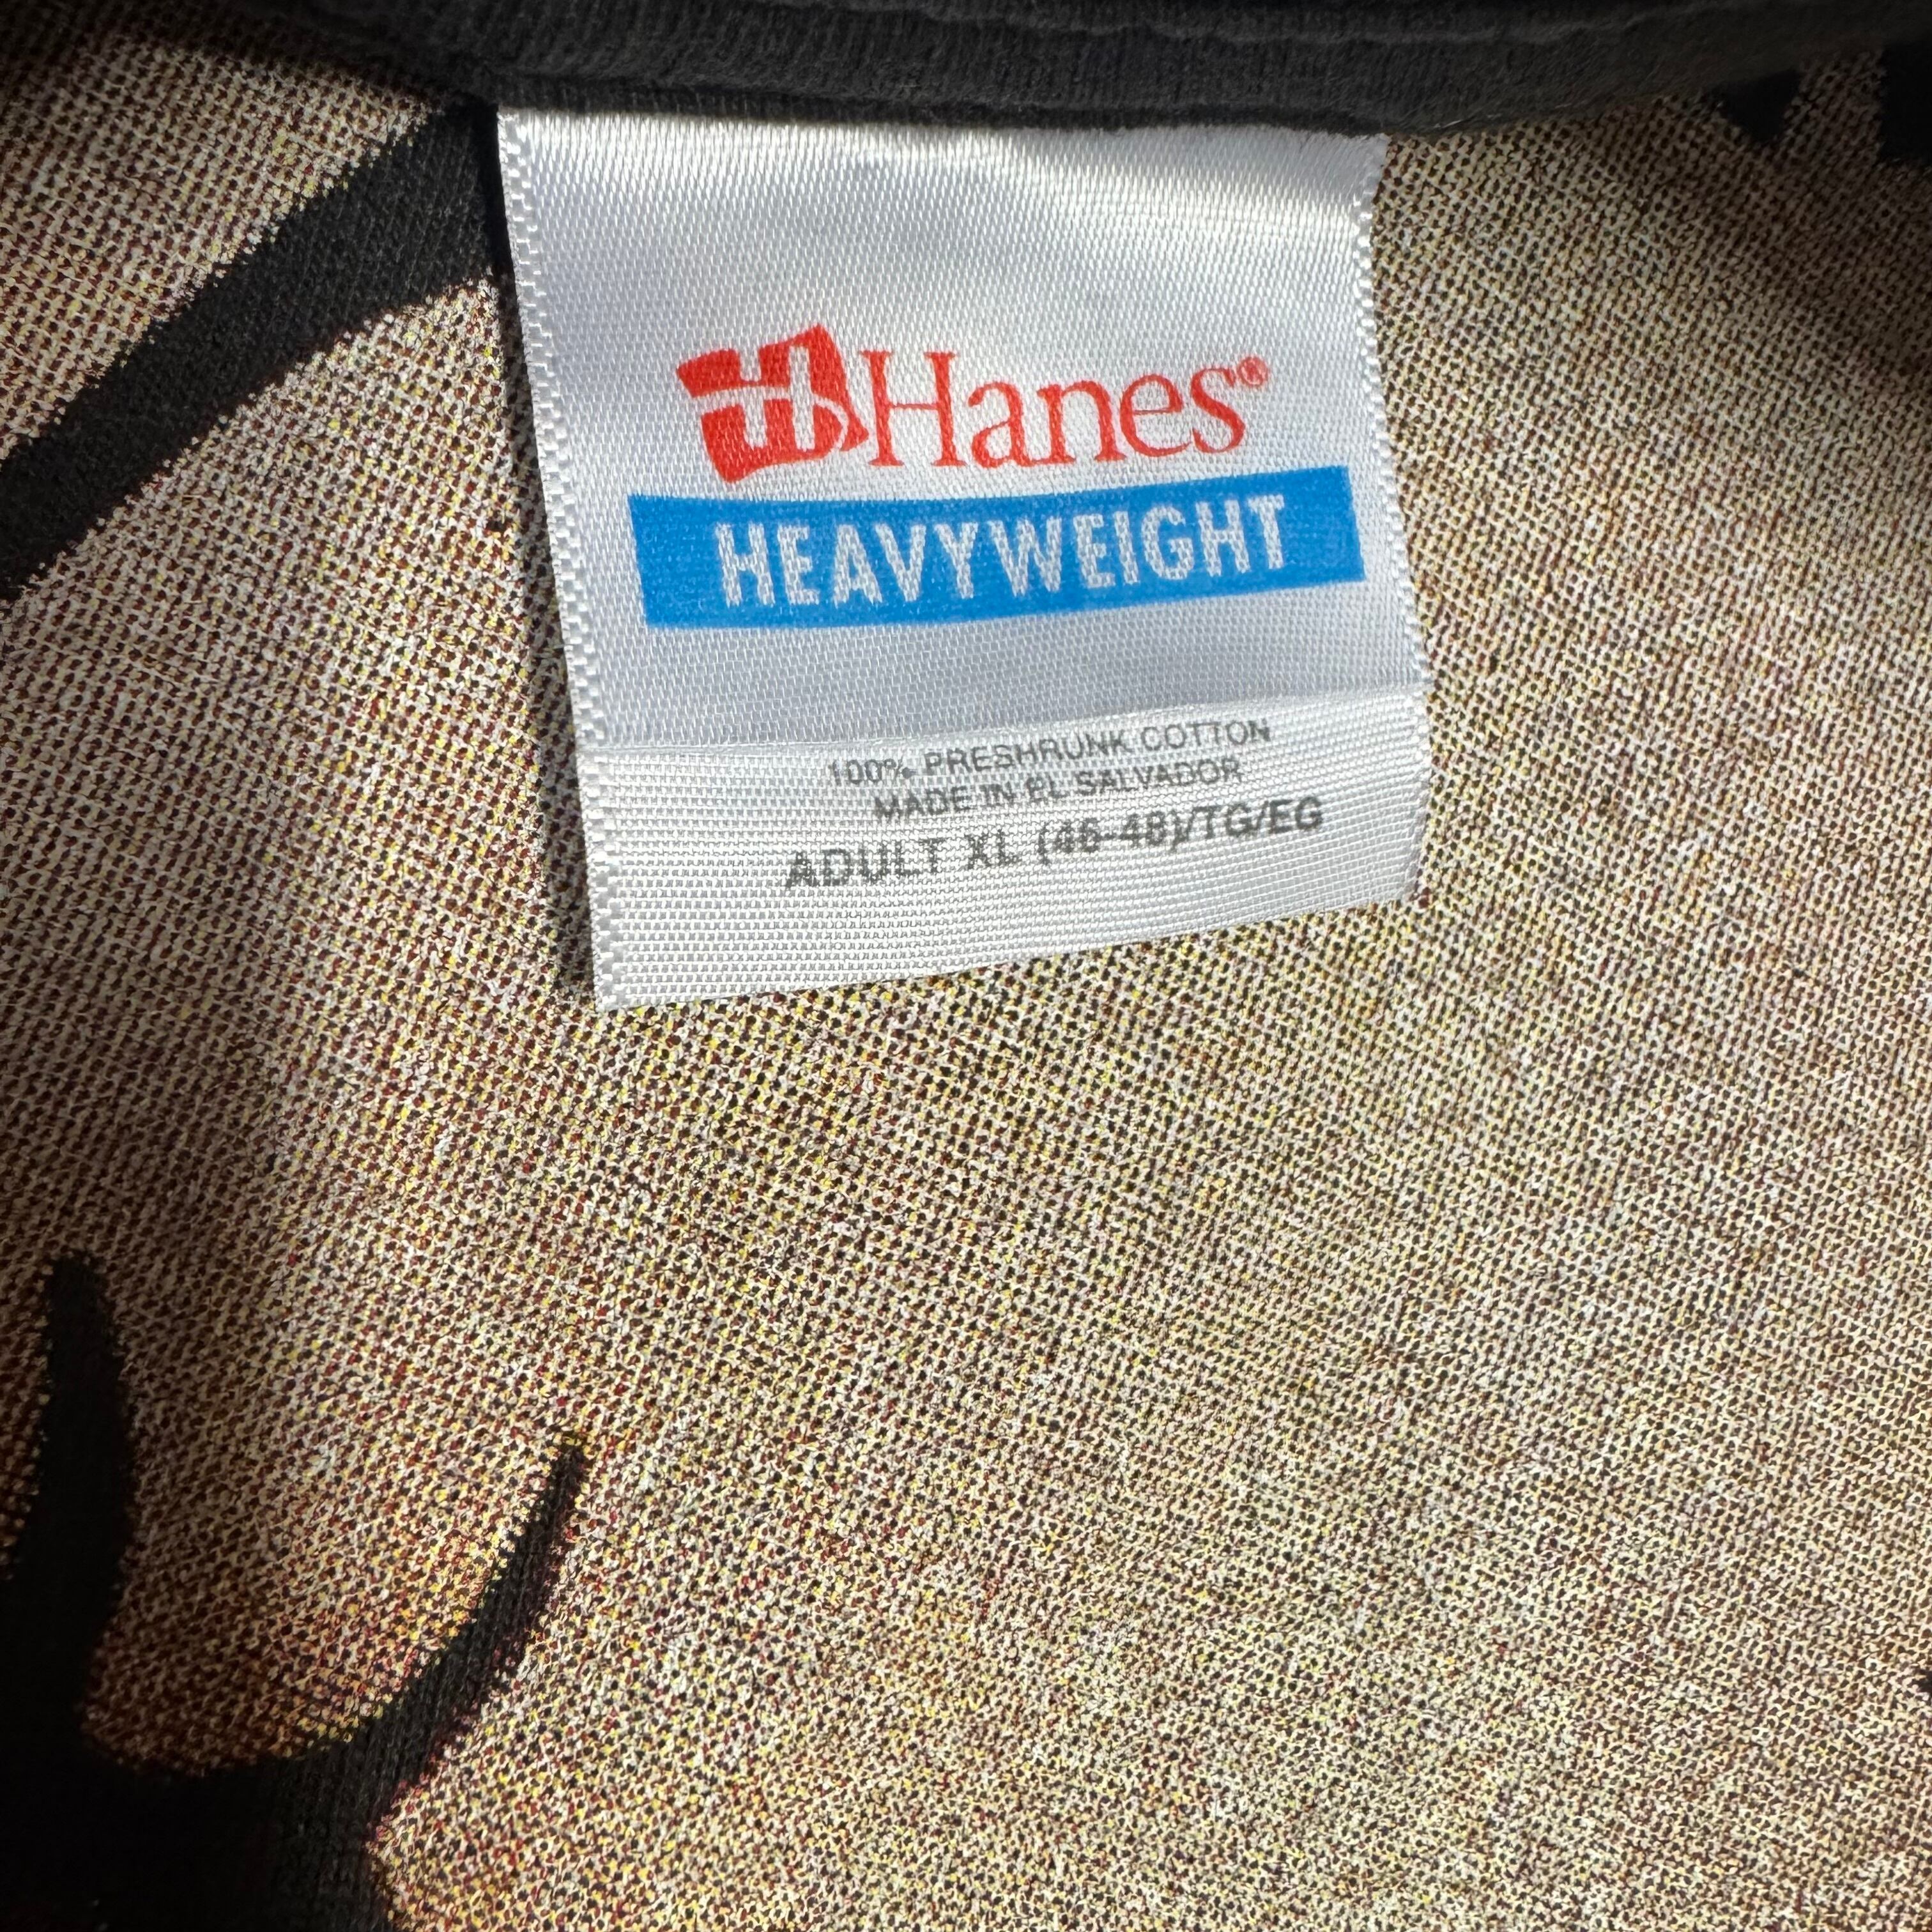 Hanes®
HEAVYWEIGHT
100% PRESHRUNK COTTON
MADE IN EL SALVADOR
ADULT XL (46-48)/TG/EG